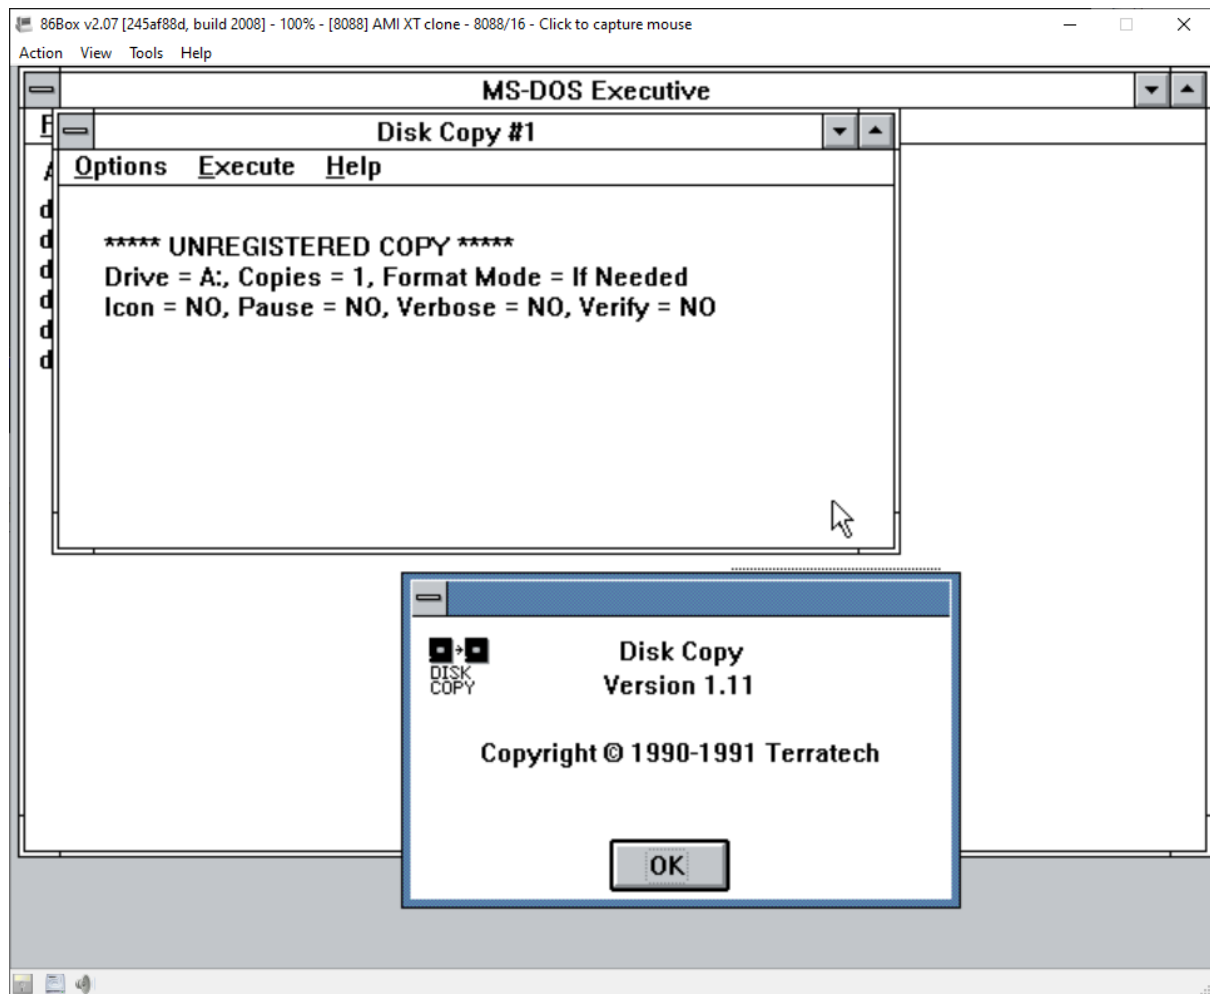 86Box v2.07 [245af88d, build 2008] - 100% - [8088] AMI XT clone - 8088/16 - Click to capture mouse
Action View Tools Help
MS-DOS Executive
Disk Copy #1
Options Execute Help
***** UNREGISTERED COPY *****
Drive = A:, Copies = 1, Format Mode = If Needed
Icon = NO, Pause = NO, Verbose = NO, Verify = NO
DISK
COPY
Disk Copy
Version 1.11
Copyright © 1990-1991 Terratech
OK